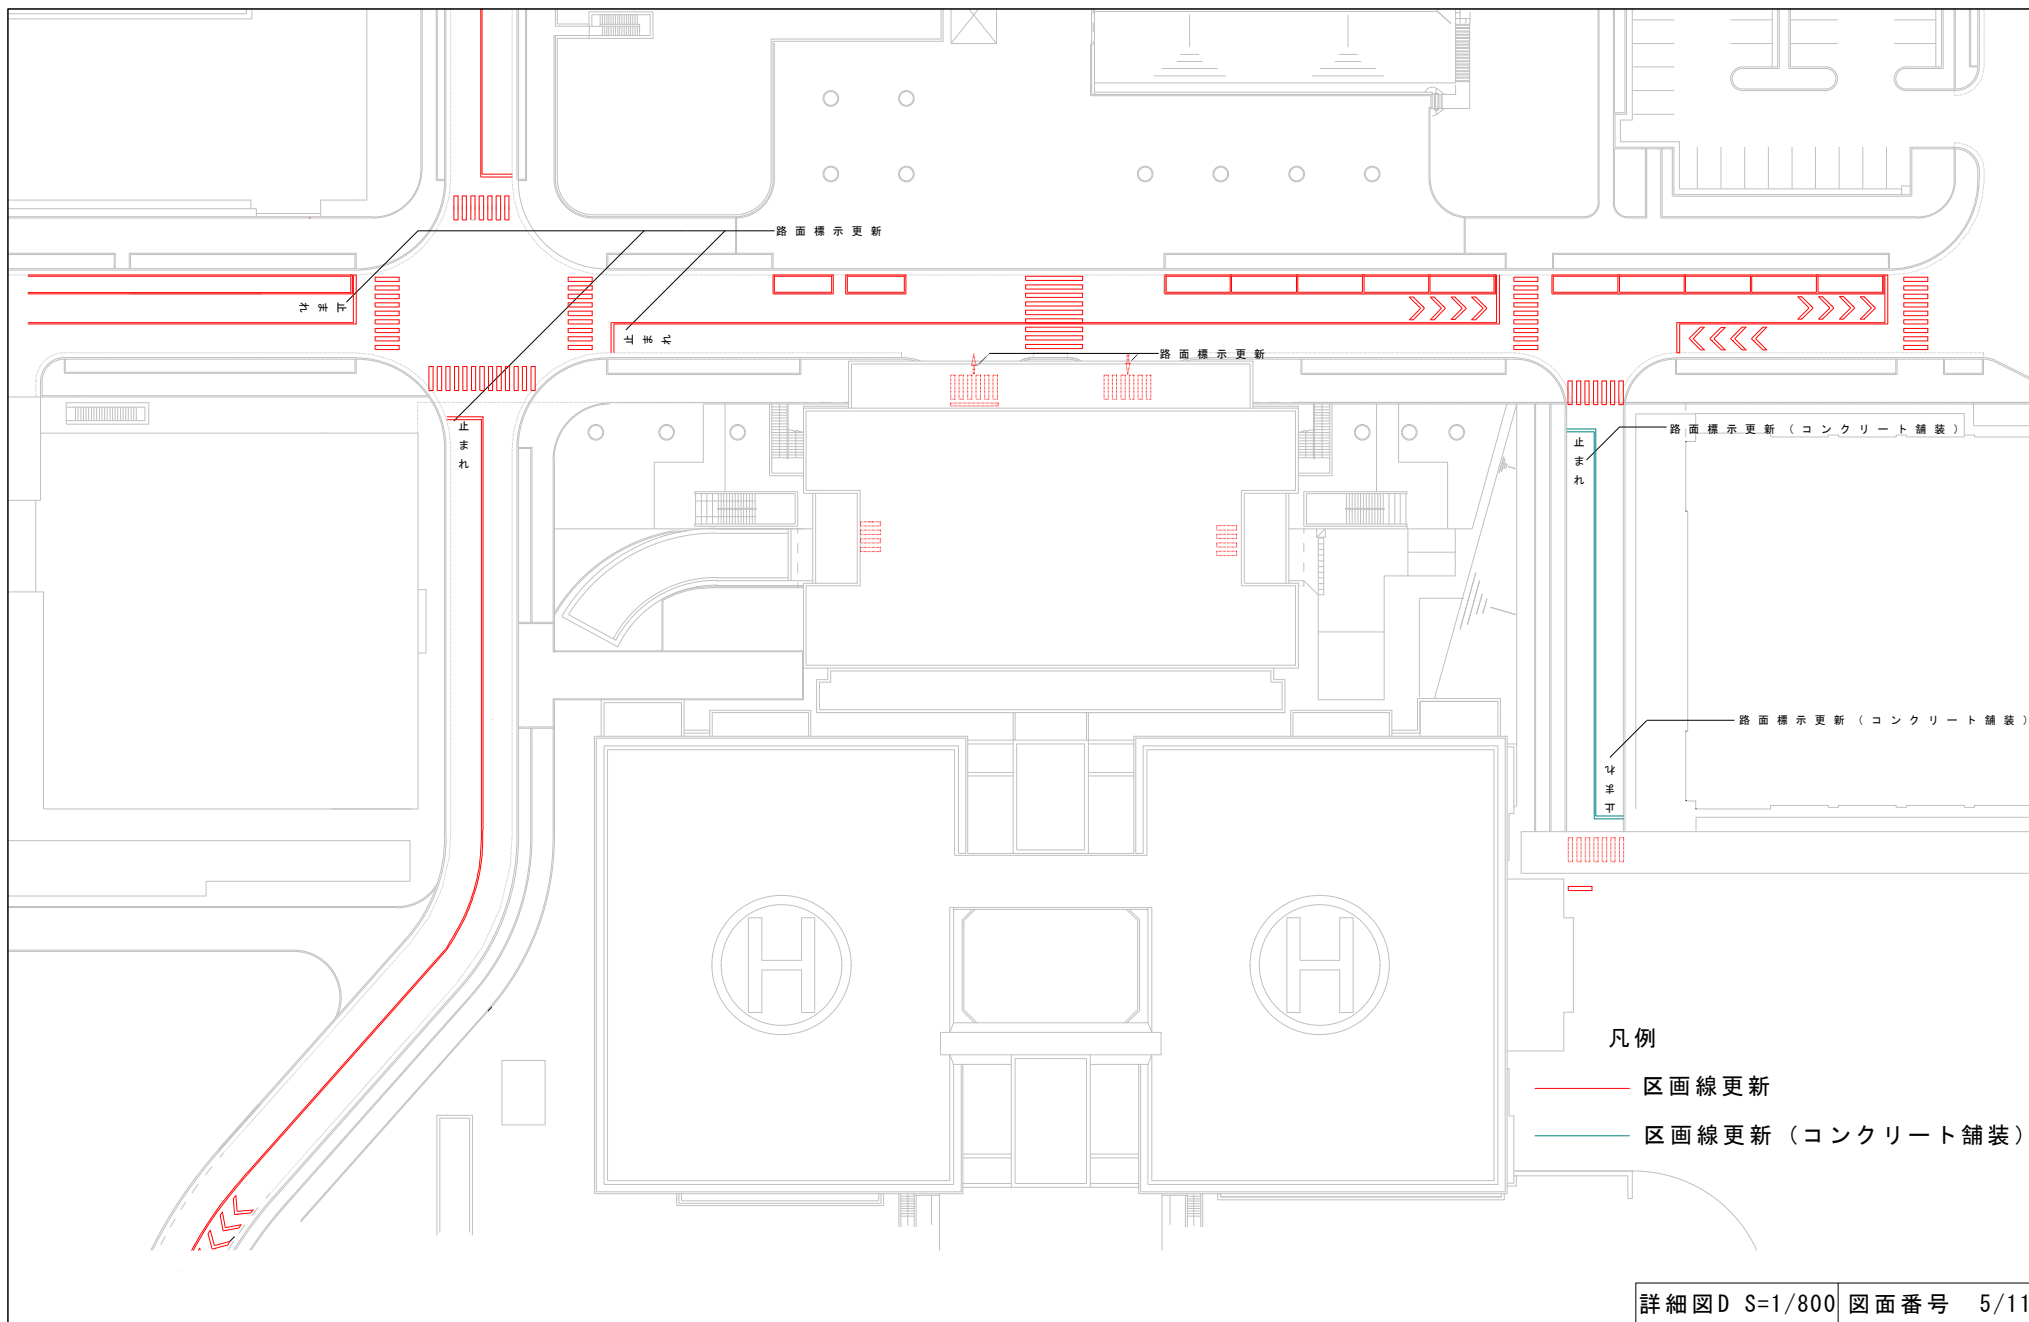 路面標示更新
止まれ
止まれ
路面標示更新
止まれ
路面標示更新（コンクリート舗装）
止まれ
路面標示更新（コンクリート舗装）
止まれ
H
H
凡例
区画線更新
区画線更新（コンクリート舗装）
詳細図D S=1/800 図面番号 5/11